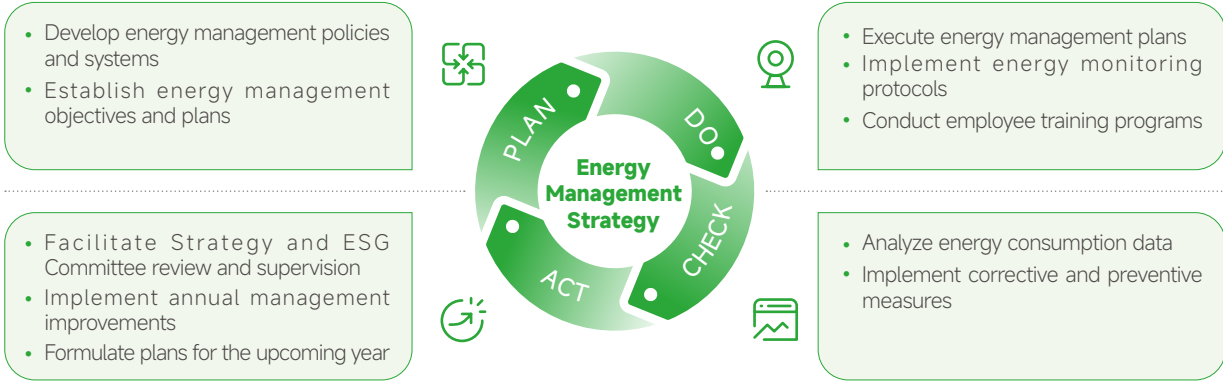 Develop energy management policies
and systems
Establish energy management
objectives and plans
Execute energy management plans
Implement energy monitoring
protocols
Conduct employee training programs
PLAN
DO
Energy
Management
Strategy
ACT
CHECK
Facilitate Strategy and ESG
Committee review and supervision
Implement annual management
improvements
Formulate plans for the upcoming year
Analyze energy consumption data
Implement corrective and preventive
measures